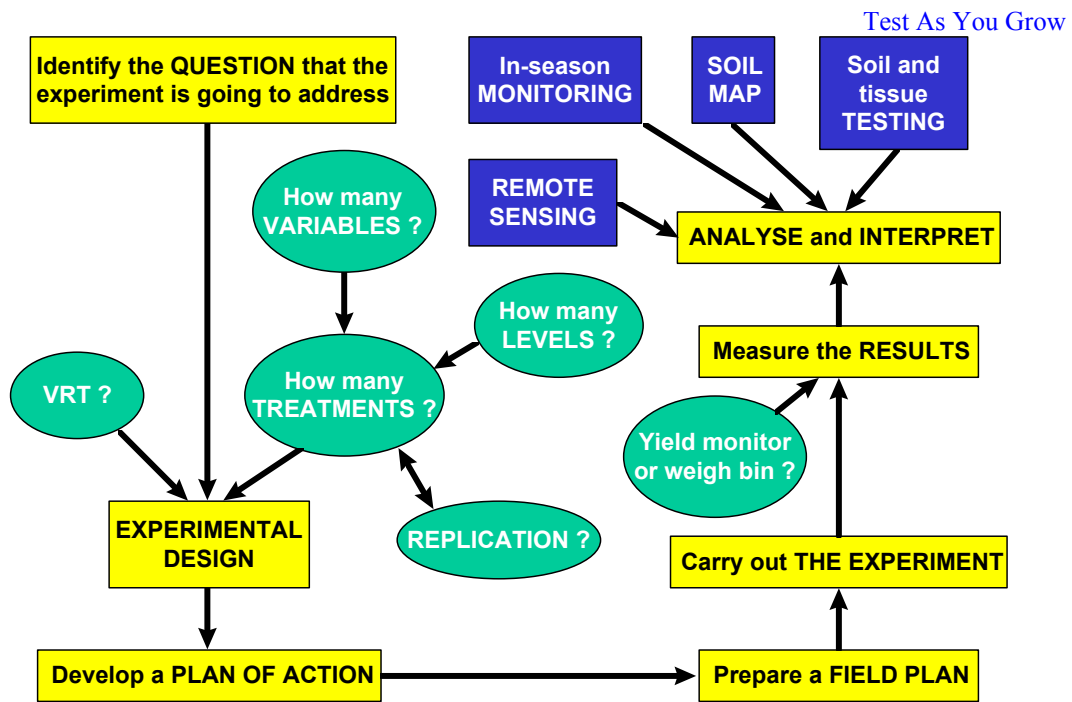 Test As You Grow
Identify the QUESTION that the
experiment is going to address
In-season
MONITORING
SOIL
MAP
Soil and
tissue
TESTING
How many
VARIABLES ?
REMOTE
SENSING
ANALYSE and INTERPRET
How many
LEVELS ?
Measure the RESULTS
VRT ?
How many
TREATMENTS ?
Yield monitor
or weigh bin ?
EXPERIMENTAL
DESIGN
REPLICATION ?
Carry out THE EXPERIMENT
Develop a PLAN OF ACTION
Prepare a FIELD PLAN